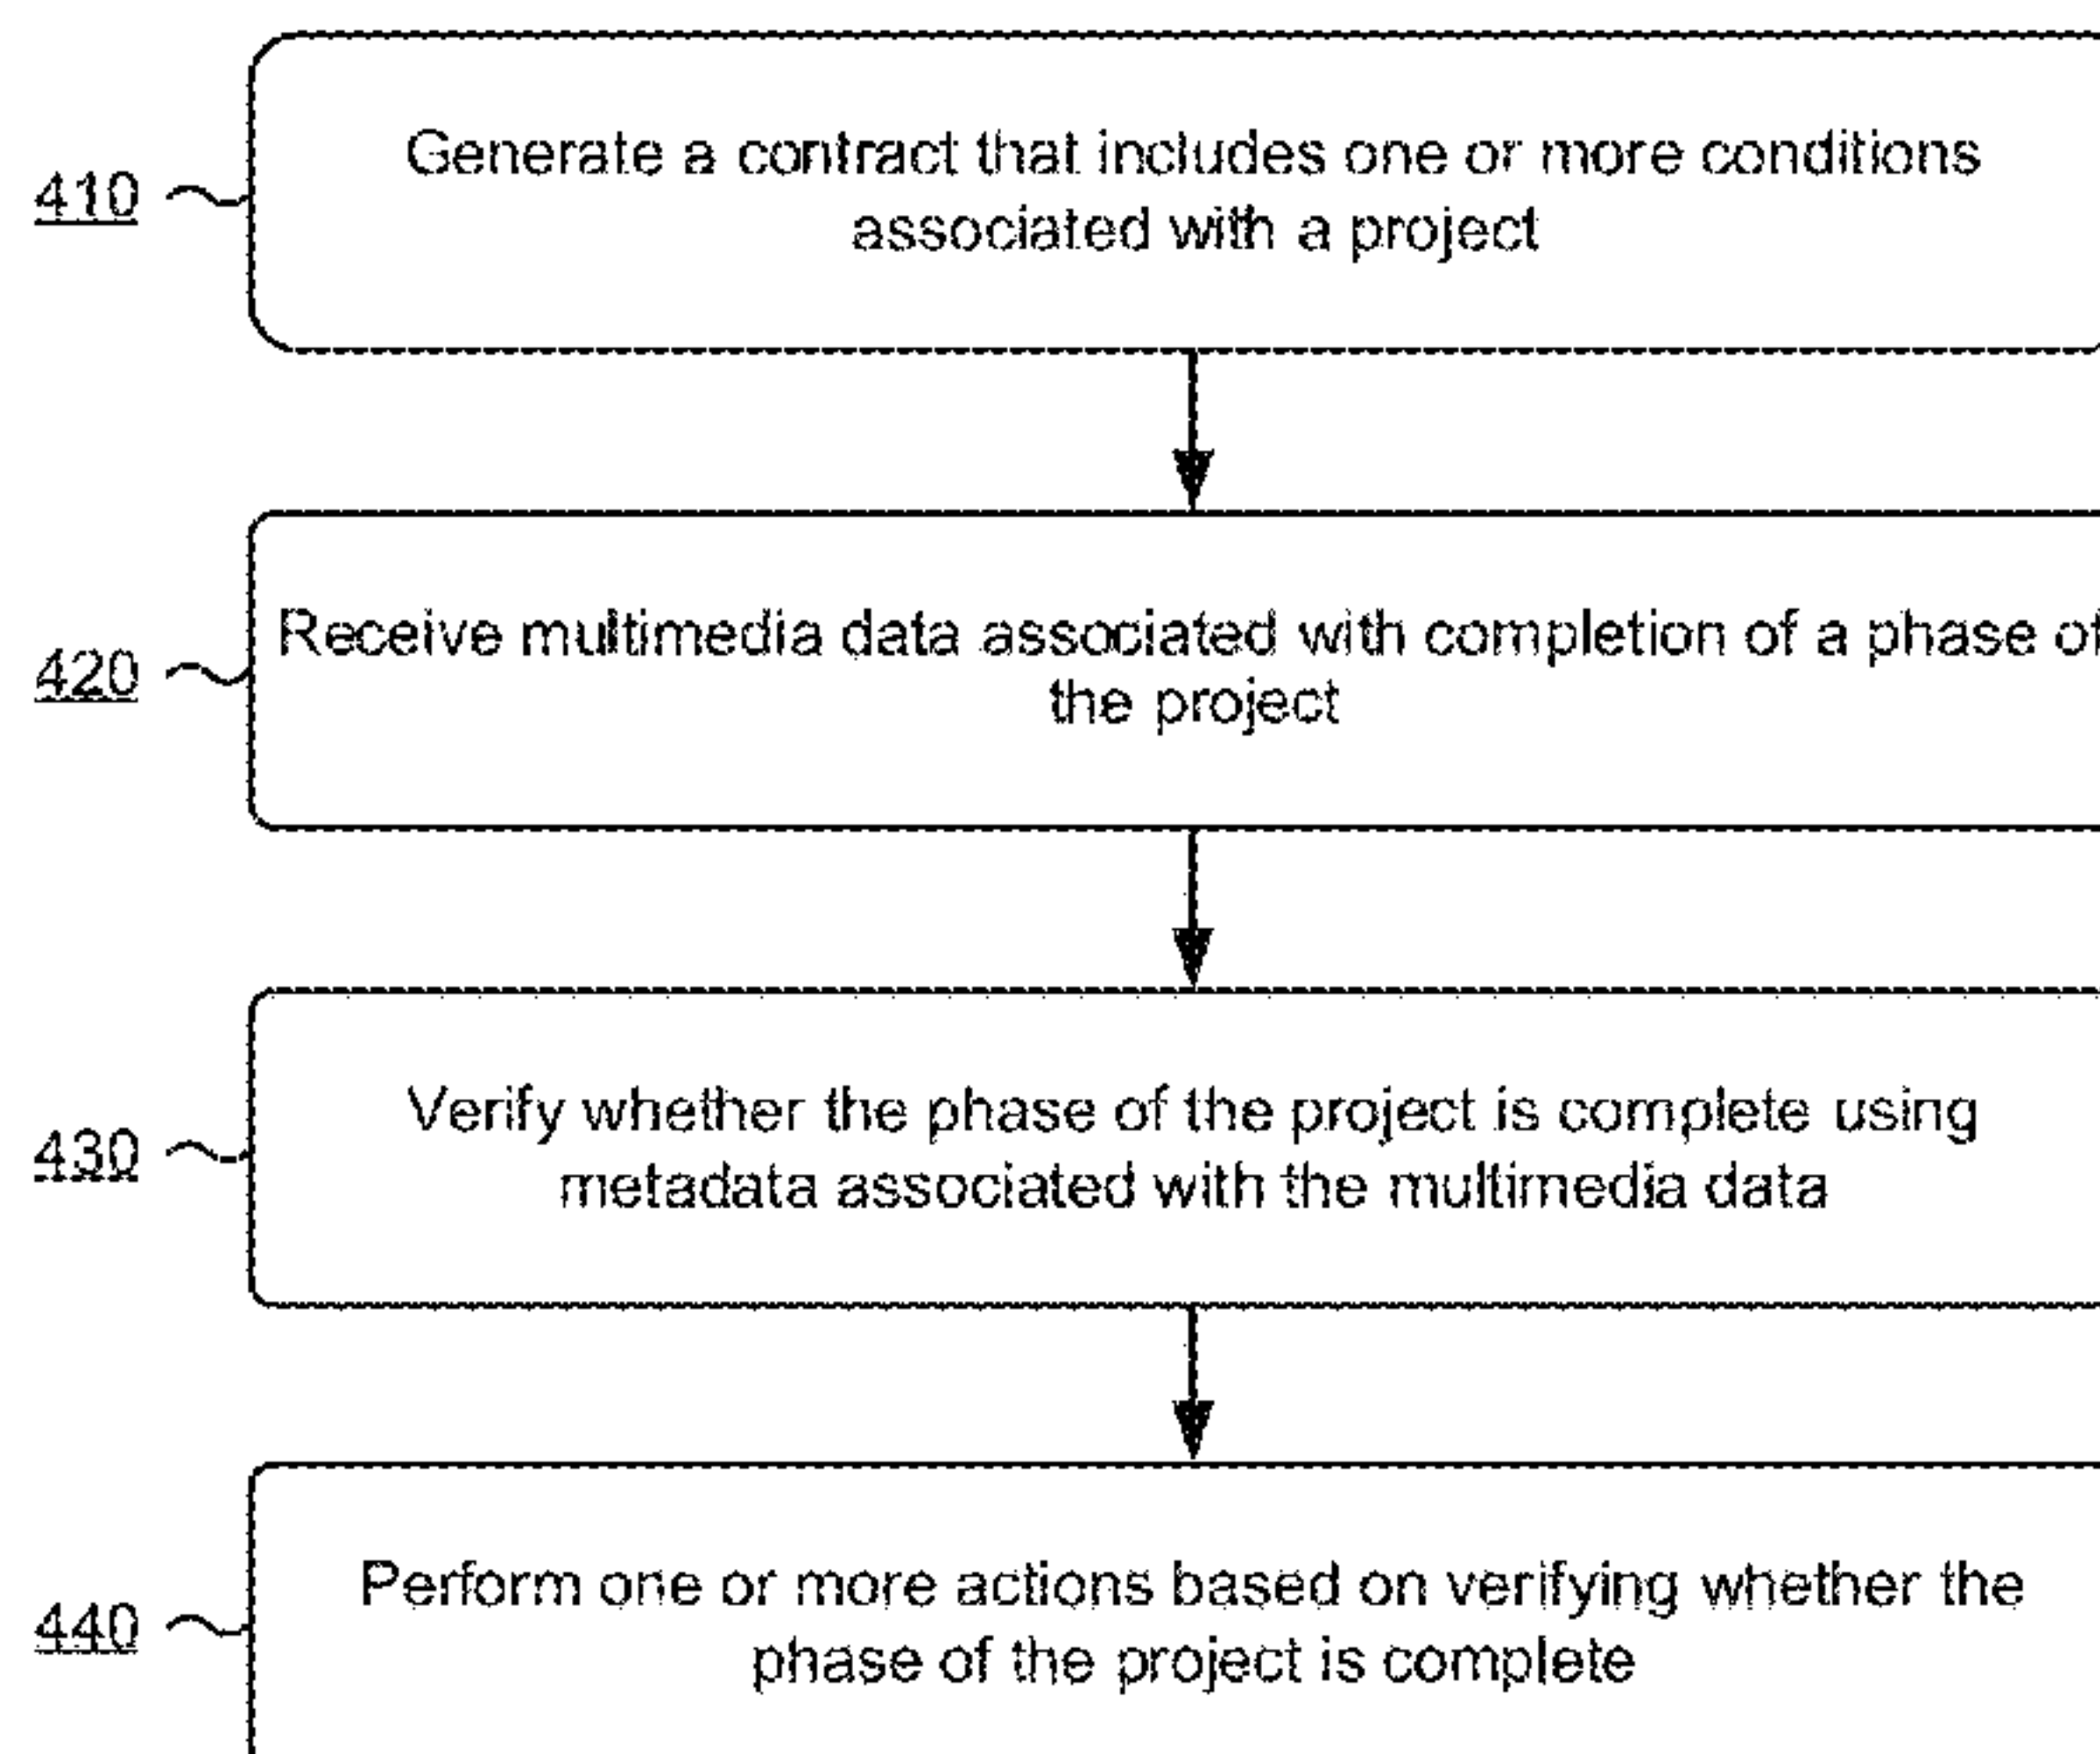 410
Generate a contract that includes one or more conditions
associated with a project
420
Receive multimedia data associated with completion of a phase of
the project
430
Verify whether the phase of the project is complete using
metadata associated with the multimedia data
440
Perform one or more actions based on verifying whether the
phase of the project is complete